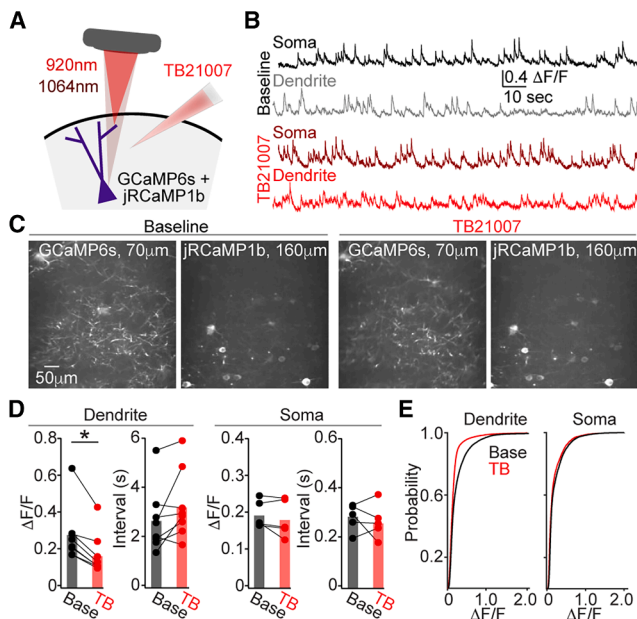 A
920nm
1064nm
TB21007
GCaMP6s +
jRCaMP1b
B
Baseline
Soma
Dendrite
0.4 ΔF/F
10 sec
TB21007
Soma
Dendrite
C
Baseline
TB21007
GCaMP6s, 70μm
jRCaMP1b, 160μm
GCaMP6s, 70μm
jRCaMP1b, 160μm
50μm
D
Dendrite
Soma
ΔF/F
0.8
0.6
0.4
0.2
0
*
Base
TB
Interval (s)
6
5
4
3
2
1
0
Base
TB
ΔF/F
0.4
0.3
0.2
0.1
0
Base
TB
Interval (s)
0.6
0.4
0.2
0
Base
TB
E
Dendrite
Soma
Probability
1.0
0.6
0.2
Base
TB
0
1.0
2.0
ΔF/F
0
1.0
2.0
ΔF/F